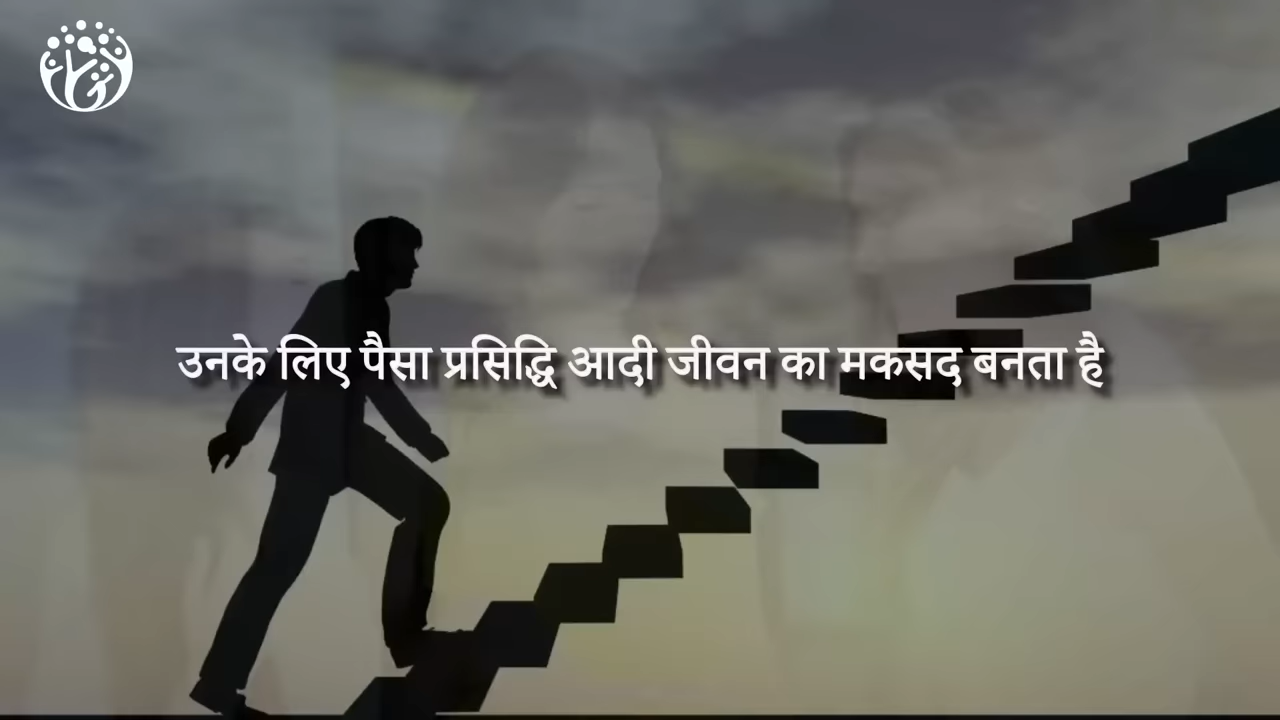 उनके लिए पैसा प्रसिद्धि आदी जीवन का मकसद बनता है